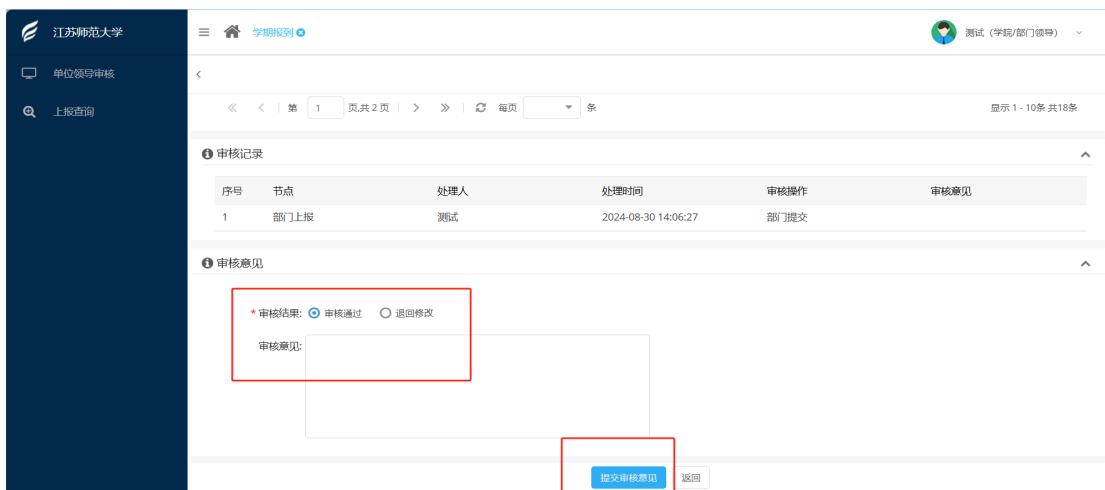 江苏师范大学
学期报到
测试（学院/部门领导）
单位领导审核
上报查询
第 1 页,共 2 页 每页 条 显示 1 - 10条 共18条
审核记录
序号 节点 处理人 处理时间 审核操作 审核意见
1 部门上报 测试 2024-08-30 14:06:27 部门提交
审核意见
* 审核结果: 审核通过 退回修改
审核意见:
提交审核意见 返回